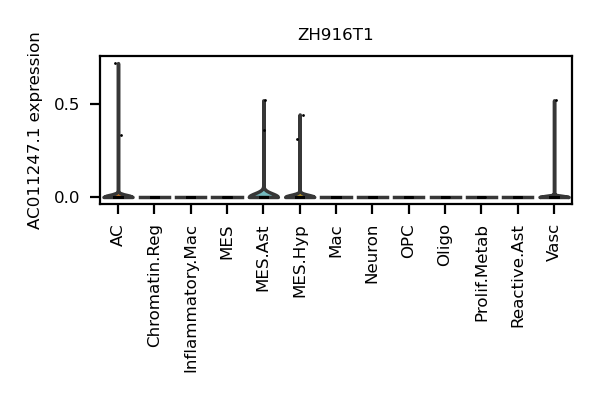 ZH916T1
AC011247.1 expression
0.5
0.0
AC
Chromatin.Reg
Inflammatory.Mac
MES
MES.Ast
MES.Hyp
Mac
Neuron
OPC
Oligo
Prolif.Metab
Reactive.Ast
Vasc